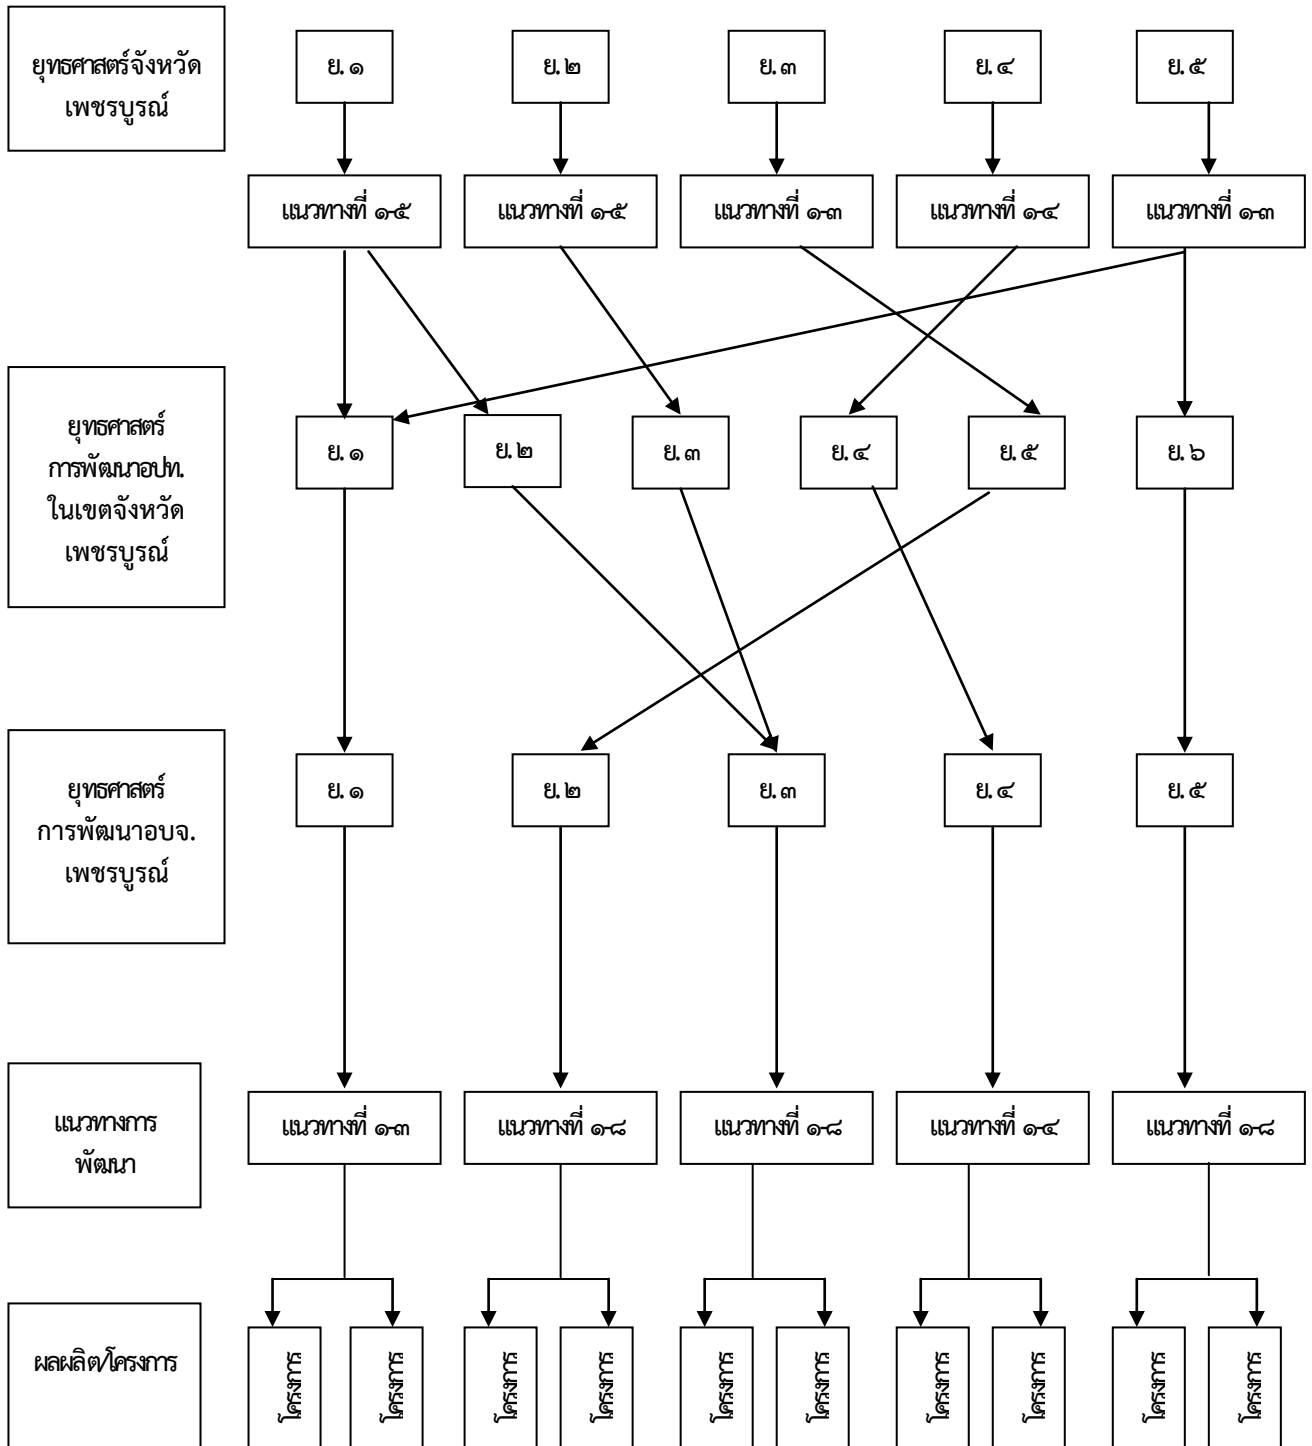 ยุทธศาสตร์จังหวัด
เพชรบูรณ์
ย. ๑
ย. ๒
ย. ๓
ย. ๔
ย. ๕
แนวทางที่ ๑-๕
แนวทางที่ ๑-๕
แนวทางที่ ๑-๓
แนวทางที่ ๑-๔
แนวทางที่ ๑-๓
ยุทธศาสตร์
การพัฒนาอปท.
ในเขตจังหวัด
เพชรบูรณ์
ย. ๑
ย. ๒
ย. ๓
ย. ๔
ย. ๕
ย. ๖
ยุทธศาสตร์
การพัฒนาอบจ.
เพชรบูรณ์
ย. ๑
ย. ๒
ย. ๓
ย. ๔
ย. ๕
แนวทางการ
พัฒนา
แนวทางที่ ๑-๓
แนวทางที่ ๑-๘
แนวทางที่ ๑-๘
แนวทางที่ ๑-๔
แนวทางที่ ๑-๘
ผลผลิต/โครงการ
โครงการ
โครงการ
โครงการ
โครงการ
โครงการ
โครงการ
โครงการ
โครงการ
โครงการ
โครงการ